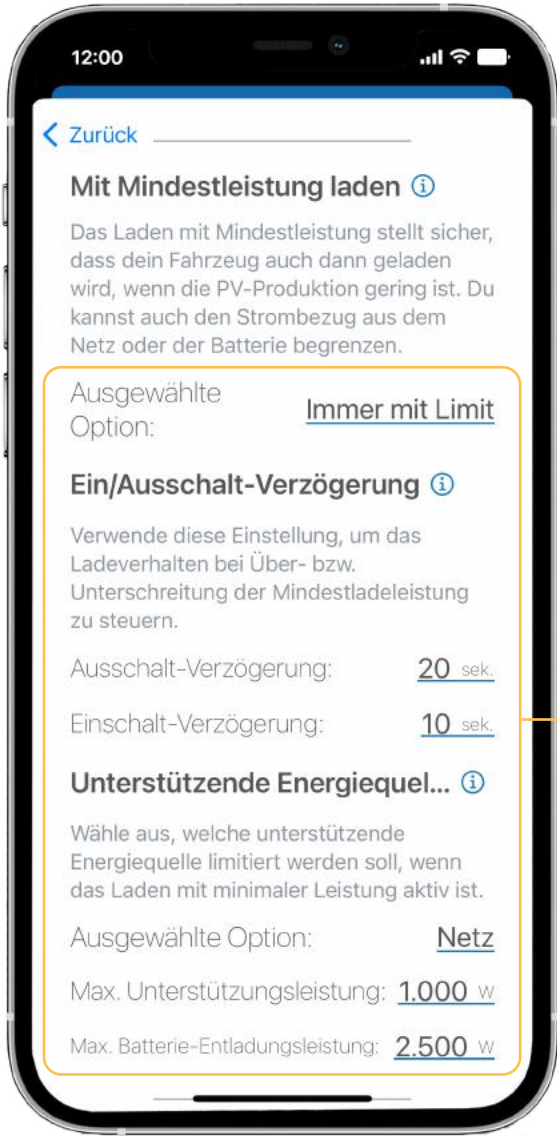 12:00
Zurück
Mit Mindestleistung laden
Das Laden mit Mindestleistung stellt sicher,
dass dein Fahrzeug auch dann geladen
wird, wenn die PV-Produktion gering ist. Du
kannst auch den Strombezug aus dem
Netz oder der Batterie begrenzen.
Ausgewählte
Option:
Immer mit Limit
Ein/Ausschalt-Verzögerung
Verwende diese Einstellung, um das
Ladeverhalten bei Über- bzw.
Unterschreitung der Mindestladeleistung
zu steuern.
Ausschalt-Verzögerung: 20 sek.
Einschalt-Verzögerung: 10 sek.
Unterstützende Energiequel...
Wähle aus, welche unterstützende
Energiequelle limitiert werden soll, wenn
das Laden mit minimaler Leistung aktiv ist.
Ausgewählte Option: Netz
Max. Unterstützungsleistung: 1.000 W
Max. Batterie-Entladungsleistung: 2.500 W